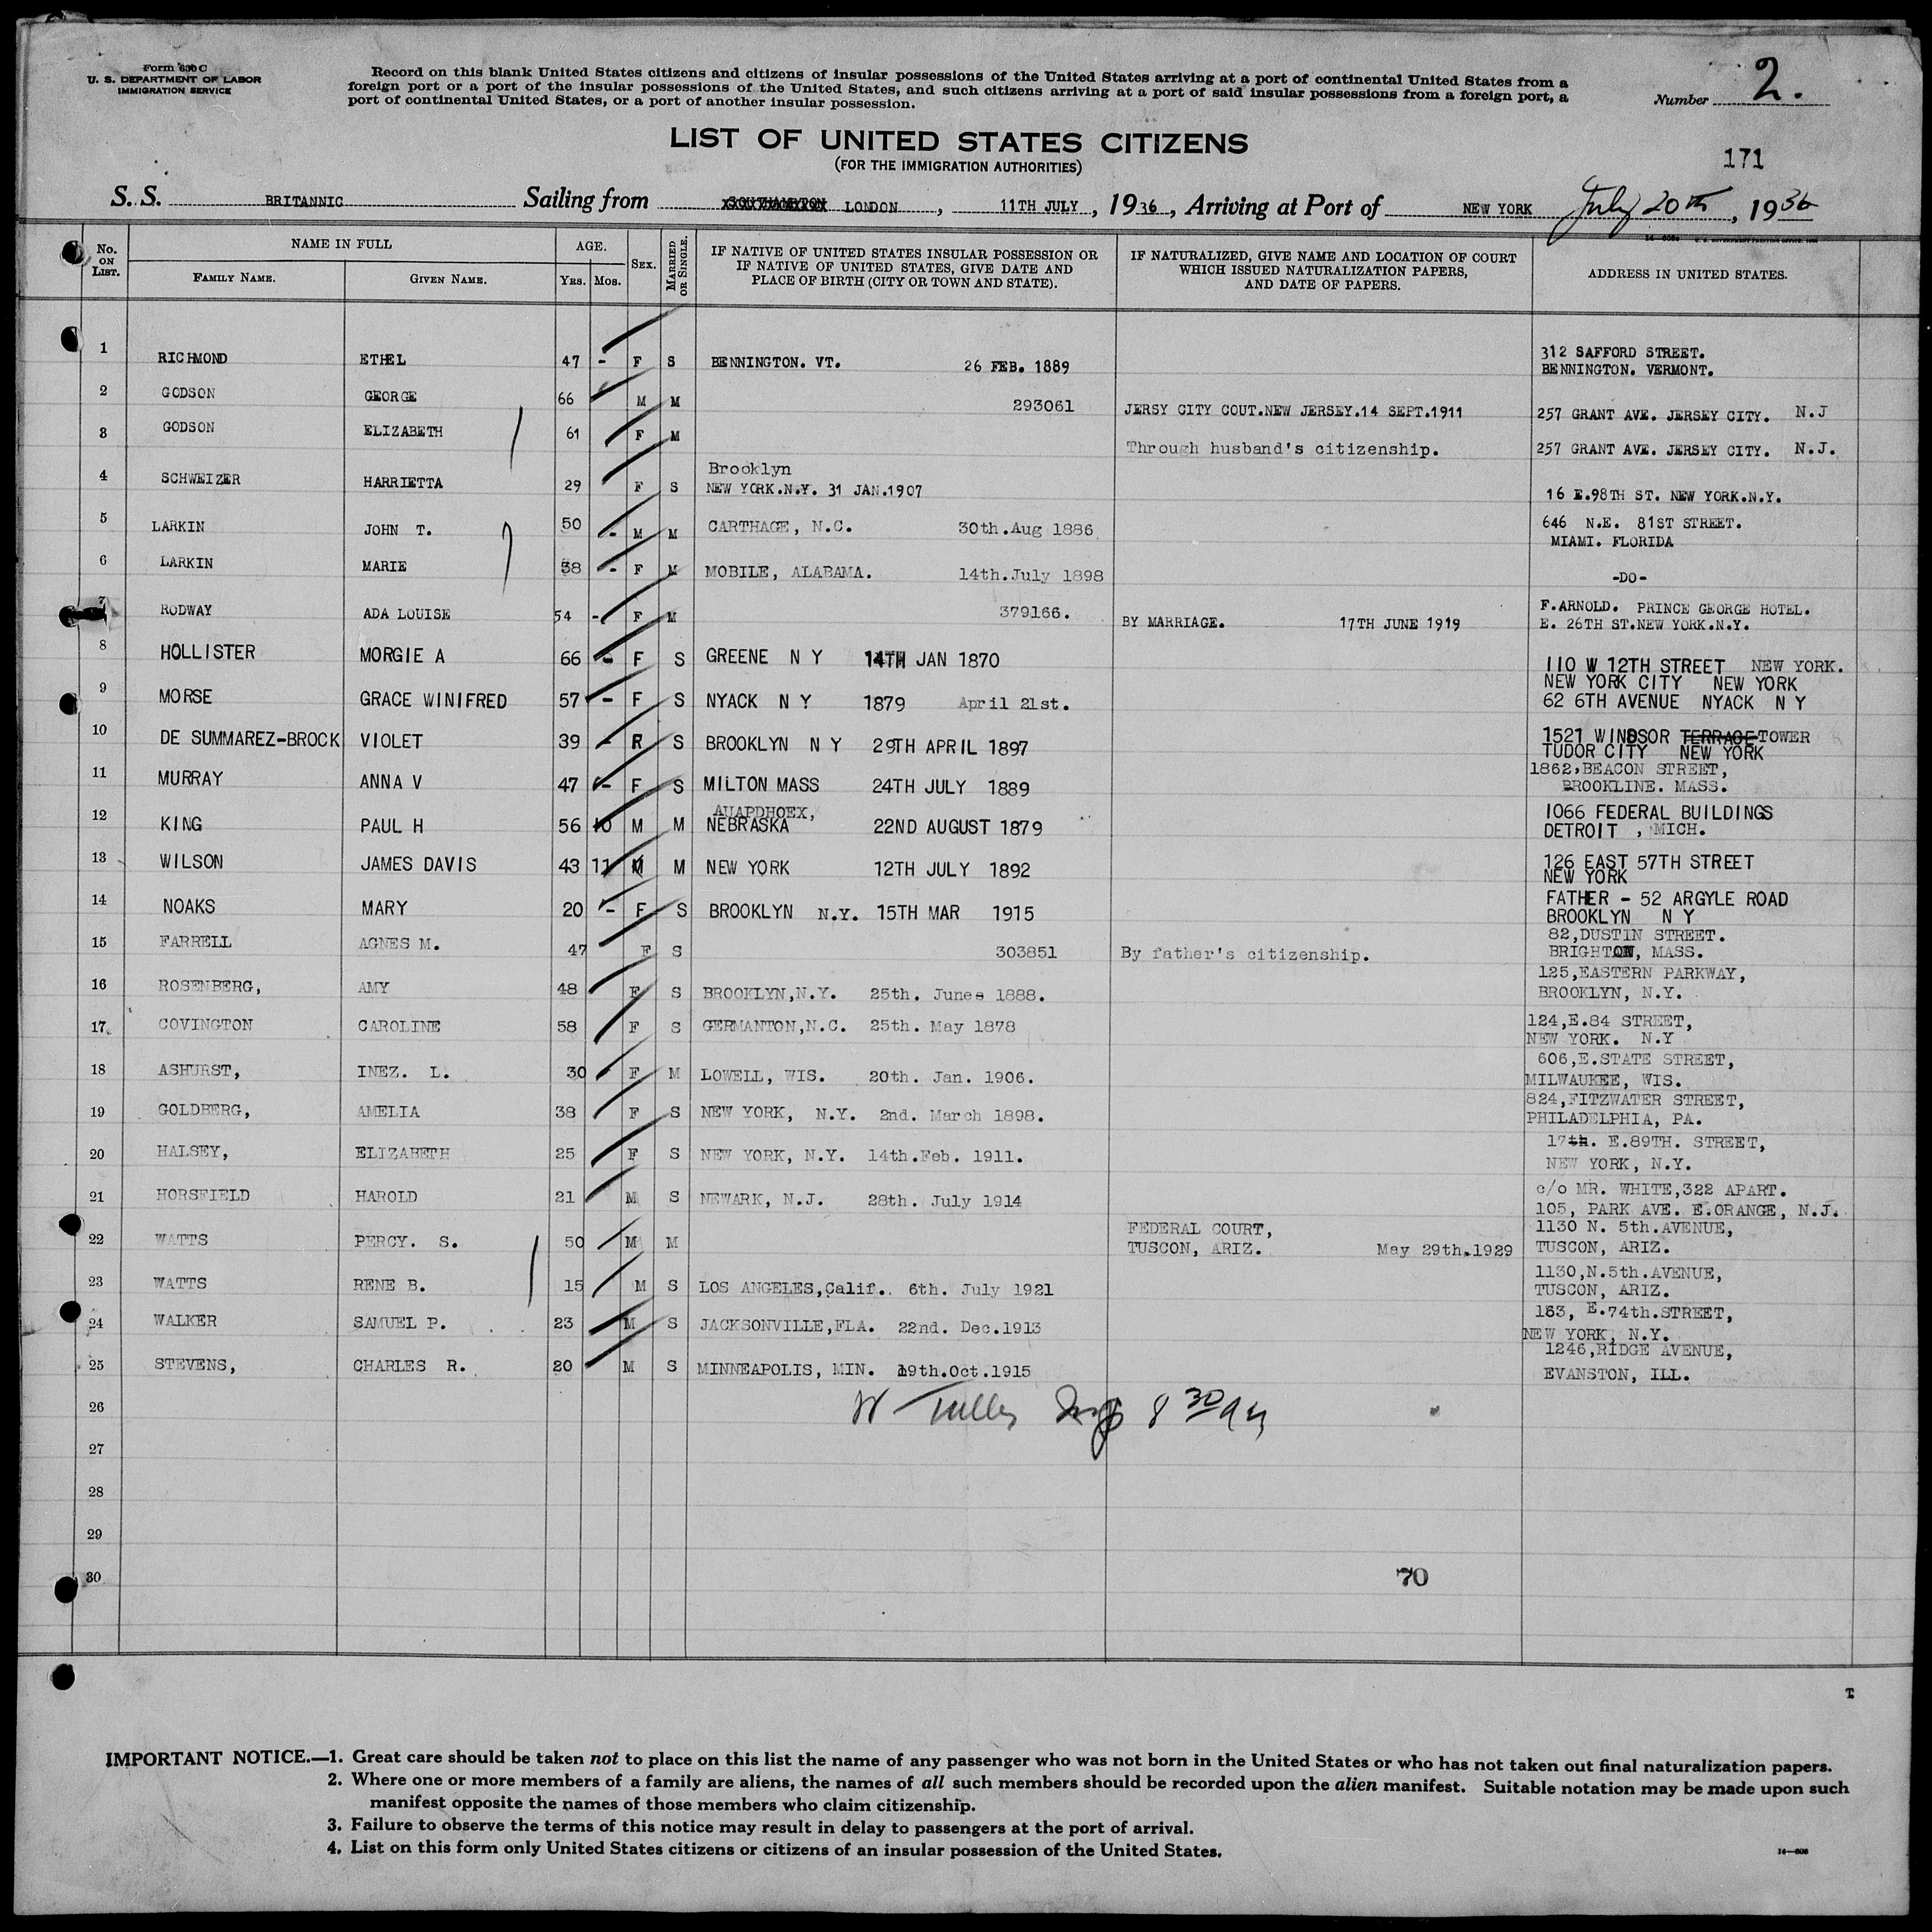 Form 630 C
U. S. DEPARTMENT OF LABOR
IMMIGRATION SERVICE
Record on this blank United States citizens and citizens of insular possessions of the United States arriving at a port of continental United States from a
foreign port or a port of the insular possessions of the United States, and such citizens arriving at a port of said insular possessions from a foreign port, a
port of continental United States, or a port of another insular possession.
Number 2.
LIST OF UNITED STATES CITIZENS
(FOR THE IMMIGRATION AUTHORITIES)
171
S. S. BRITANNIC Sailing from SOUTHAMPTON LONDON , 11TH JULY , 1936 , Arriving at Port of NEW YORK July 20th , 1936
No. ON LIST.
NAME IN FULL
FAMILY NAME.
GIVEN NAME.
AGE.
YRS. MOS.
SEX.
MARRIED OR SINGLE.
IF NATIVE OF UNITED STATES INSULAR POSSESSION OR
IF NATIVE OF UNITED STATES, GIVE DATE AND
PLACE OF BIRTH (CITY OR TOWN AND STATE).
IF NATURALIZED, GIVE NAME AND LOCATION OF COURT
WHICH ISSUED NATURALIZATION PAPERS,
AND DATE OF PAPERS.
ADDRESS IN UNITED STATES.
1 RICHMOND ETHEL 47 - F S BENNINGTON. VT. 26 FEB. 1889 312 SAFFORD STREET.
BENNINGTON. VERMONT.
2 GODSON GEORGE 66 M M 293061 JERSY CITY COUT.NEW JERSEY.14 SEPT.1911 257 GRANT AVE. JERSEY CITY. N.J
3 GODSON ELIZABETH 61 F M Through husband's citizenship. 257 GRANT AVE. JERSEY CITY. N.J.
4 SCHWEIZER HARRIETTA 29 F S Brooklyn
NEW YORK.N.Y. 31 JAN.1907 16 E.98TH ST. NEW YORK.N.Y.
5 LARKIN JOHN T. 50 - M M CARTHAGE, N.C. 30th.Aug 1886 646 N.E. 81ST STREET.
MIAMI. FLORIDA
6 LARKIN MARIE 38 - F M MOBILE, ALABAMA. 14th.July 1898 -DO-
7 RODWAY ADA LOUISE 54 - F M 379166. BY MARRIAGE. 17TH JUNE 1919 F.ARNOLD. PRINCE GEORGE HOTEL.
E. 26TH ST.NEW YORK.N.Y.
8 HOLLISTER MORGIE A 66 - F S GREENE N Y 14TH JAN 1870 110 W 12TH STREET NEW YORK.
NEW YORK CITY NEW YORK
9 MORSE GRACE WINIFRED 57 - F S NYACK N Y 1879 April 21st. 62 6TH AVENUE NYACK N Y
10 DE SUMMAREZ-BROCK VIOLET 39 - F S BROOKLYN N Y 29TH APRIL 1897 1521 WINDSOR TERRACE TOWER
TUDOR CITY NEW YORK
11 MURRAY ANNA V 47 - F S MILTON MASS 24TH JULY 1889 1862,BEACON STREET,
BROOKLINE. MASS.
12 KING PAUL H 56 10 M M AUAPDHOEX,
NEBRASKA 22ND AUGUST 1879 1066 FEDERAL BUILDINGS
DETROIT , MICH.
13 WILSON JAMES DAVIS 43 11 M M NEW YORK 12TH JULY 1892 126 EAST 57TH STREET
NEW YORK
14 NOAKS MARY 20 - F S BROOKLYN N.Y. 15TH MAR 1915 FATHER - 52 ARGYLE ROAD
BROOKLYN N Y
15 FARRELL AGNES M. 47 F S 303851 By father's citizenship. 82,DUSTIN STREET.
BRIGHTON, MASS.
16 ROSENBERG, AMY 48 F S BROOKLYN,N.Y. 25th. June 1888. 125,EASTERN PARKWAY,
BROOKLYN, N.Y.
17 COVINGTON CAROLINE 58 F S GERMANTON,N.C. 25th. May 1878 124,E.84 STREET,
NEW YORK. N.Y
18 ASHURST, INEZ. L. 30 - F M LOWELL, WIS. 20th. Jan. 1906. 606,E.STATE STREET,
MILWAUKEE, WIS.
19 GOLDBERG, AMELIA 38 F S NEW YORK, N.Y. 2nd. March 1898. 824,FITZWATER STREET,
PHILADELPHIA, PA.
20 HALSEY, ELIZABETH 25 F S NEW YORK, N.Y. 14th.Feb. 1911. 17th. E.89TH. STREET,
NEW YORK, N.Y.
21 HORSFIELD HAROLD 21 M S NEWARK, N.J. 28th. July 1914 c/o MR. WHITE,322 APART.
105, PARK AVE. E.ORANGE, N.J.
22 WATTS PERCY. S. 50 M M FEDERAL COURT,
TUSCON, ARIZ. May 29th.1929 1130 N. 5th.AVENUE,
TUSCON, ARIZ.
23 WATTS RENE B. 15 M S LOS ANGELES,Calif. 6th. July 1921 1130,N.5th.AVENUE,
TUSCON, ARIZ.
24 WALKER SAMUEL P. 23 M S JACKSONVILLE,FLA. 22nd. Dec.1913 163, E.74th.STREET,
NEW YORK, N.Y.
25 STEVENS, CHARLES R. 20 M S MINNEAPOLIS, MIN. 19th.Oct.1915 1246,RIDGE AVENUE,
EVANSTON, ILL.
26
27
28
29
30
70
T
IMPORTANT NOTICE.—1. Great care should be taken not to place on this list the name of any passenger who was not born in the United States or who has not taken out final naturalization papers.
2. Where one or more members of a family are aliens, the names of all such members should be recorded upon the alien manifest. Suitable notation may be made upon such
manifest opposite the names of those members who claim citizenship.
3. Failure to observe the terms of this notice may result in delay to passengers at the port of arrival.
4. List on this form only United States citizens or citizens of an insular possession of the United States.
14—606